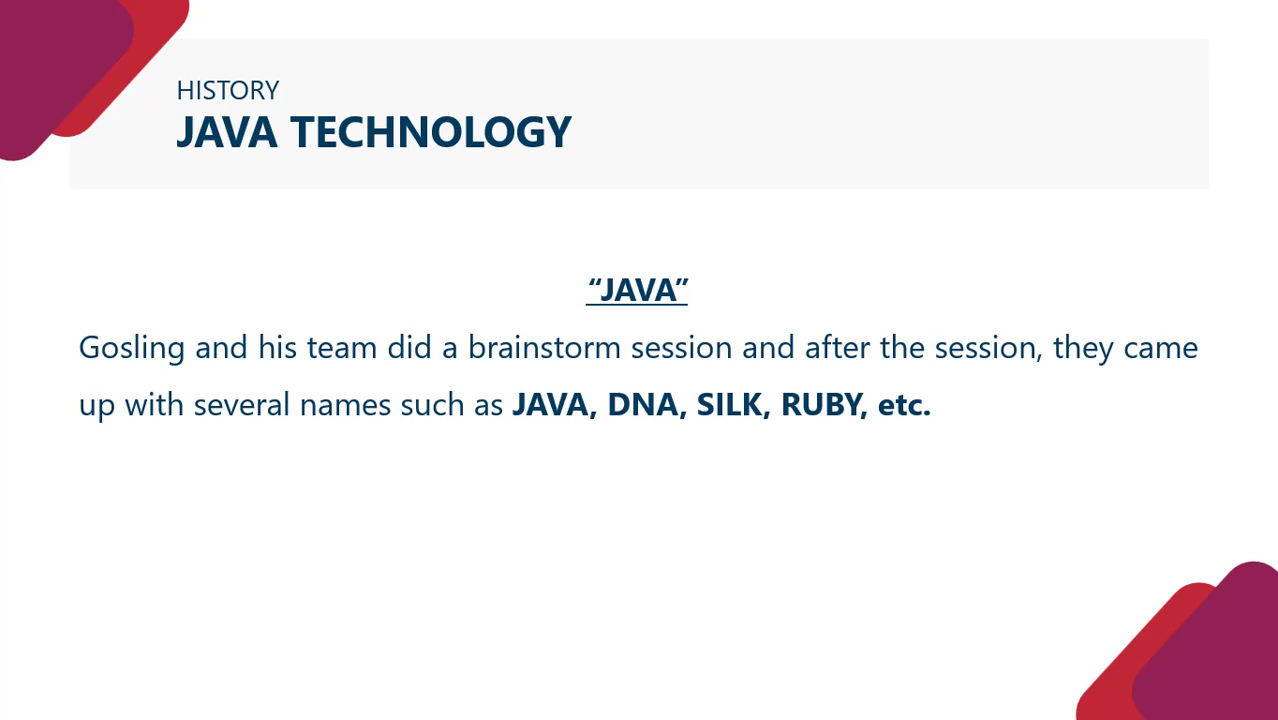 HISTORY
JAVA TECHNOLOGY
“JAVA”
Gosling and his team did a brainstorm session and after the session, they came
up with several names such as JAVA, DNA, SILK, RUBY, etc.